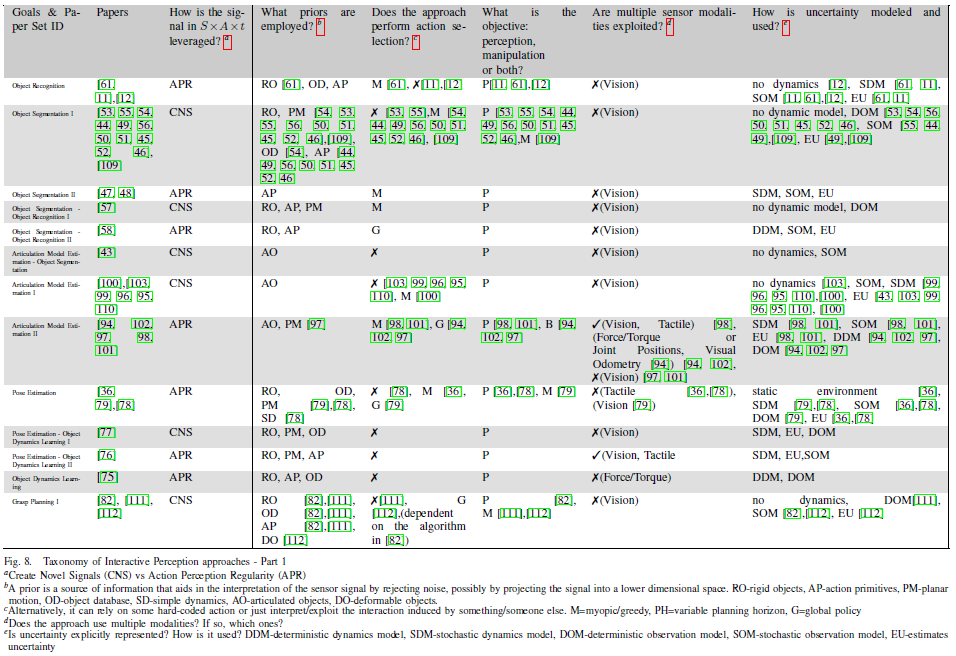 Goals & Pa-
per Set ID
Papers
How is the sig-
nal in S×A×t
leveraged? a
What priors are
employed? b
Does the approach
perform action se-
lection? c
What is the
objective:
perception,
manipulation
or both?
Are multiple sensor modali-
ties exploited? d
How is uncertainty modeled and
used? e
Object Recognition
[61],
[11],[12]
APR
RO [61], OD, AP
M [61], ✗[11],[12]
P[11, 61],[12]
✗(Vision)
no dynamics [12], SDM [61, 11],
SOM [11, 61],[12], EU [61, 11]
Object Segmentation I
[53, 55, 54,
44, 49, 56,
50, 51, 45,
52, 46],
[109]
CNS
RO, PM [54, 53,
55, 56, 50, 51,
45, 52, 46],[109],
OD [54], AP [44,
49, 56, 50, 51, 45,
52, 46]
✗ [53, 55],M [54,
44, 49, 56, 50, 51,
45, 52, 46], [109]
P [53, 55, 54, 44,
49, 56, 50, 51, 45,
52, 46],M [109]
✗(Vision)
no dynamic model, DOM [53, 54, 56,
50, 51, 45, 52, 46], SOM [55, 44,
49],[109], EU [49],[109]
Object Segmentation II
[47, 48]
APR
AP
M
P
✗(Vision)
SDM, SOM, EU
Object Segmentation -
Object Recognition I
[57]
CNS
RO, AP, PM
M
P
✗(Vision)
no dynamic model, DOM
Object Segmentation -
Object Recognition II
[58]
APR
RO, AP
G
P
✗(Vision)
DDM, SOM, EU
Articulation Model Esti-
mation - Object Segmen-
tation
[43]
CNS
AO
✗
P
✗(Vision)
no dynamics, SOM
Articulation Model Esti-
mation I
[100],[103,
99, 96, 95,
110]
CNS
AO
✗ [103, 99, 96, 95,
110], M [100]
P
✗(Vision)
no dynamics [103], SOM, SDM [99,
96, 95, 110],[100], EU [43, 103, 99,
96, 95, 110], [100]
Articulation Model Esti-
mation II
[94, 102,
97, 98,
101]
APR
AO, PM [97]
M [98, 101], G [94,
102, 97]
P [98, 101], B [94,
102, 97]
✓(Vision, Tactile) [98],
(Force/Torque or
Joint Positions, Visual
Odometry [94]) [94, 102],
✗(Vision) [97, 101]
SDM [98, 101], SOM [98, 101],
EU [98, 101], DDM [94, 102, 97],
DOM [94, 102, 97]
Pose Estimation
[36,
79],[78]
APR
RO, OD,
PM [79],[78],
SD [78]
✗ [78], M [36],
G [79]
P [36],[78], M [79]
✗(Tactile [36],[78]),
(Vision [79])
static environment [36],
SDM [79],[78], SOM [36],[78],
DOM [79], EU [36],[78]
Pose Estimation - Object
Dynamics Learning I
[77]
CNS
RO, PM, OD
✗
P
✗(Vision)
SDM, EU, DOM
Pose Estimation - Object
Dynamics Learning II
[76]
APR
RO, PM, AP
✗
P
✓(Vision, Tactile
SDM, EU,SOM
Object Dynamics Learn-
ing
[75]
APR
RO, AP, OD
✗
P
✗(Force/Torque)
DDM, DOM
Grasp Planning I
[82], [111],
[112]
CNS
RO [82],[111],
OD [82],[111],
AP [82],[111],
DO [112]
✗[111], G
[112],(dependent
on the algorithm
in [82])
P [82],
M [111],[112]
✗(Vision)
no dynamics, DOM[111],
SOM [82],[112], EU [112]
Fig. 8. Taxonomy of Interactive Perception approaches - Part 1
aCreate Novel Signals (CNS) vs Action Perception Regularity (APR)
bA prior is a source of information that aids in the interpretation of the sensor signal by rejecting noise, possibly by projecting the signal into a lower dimensional space. RO-rigid objects, AP-action primitives, PM-planar
motion, OD-object database, SD-simple dynamics, AO-articulated objects, DO-deformable objects.
cAlternatively, it can rely on some hard-coded action or just interpret/exploit the interaction induced by something/someone else. M=myopic/greedy, PH=variable planning horizon, G=global policy
dDoes the approach use multiple modalities? If so, which ones?
eIs uncertainty explicitly represented? How is it used? DDM-deterministic dynamics model, SDM-stochastic dynamics model, DOM-deterministic observation model, SOM-stochastic observation model, EU-estimates
uncertainty